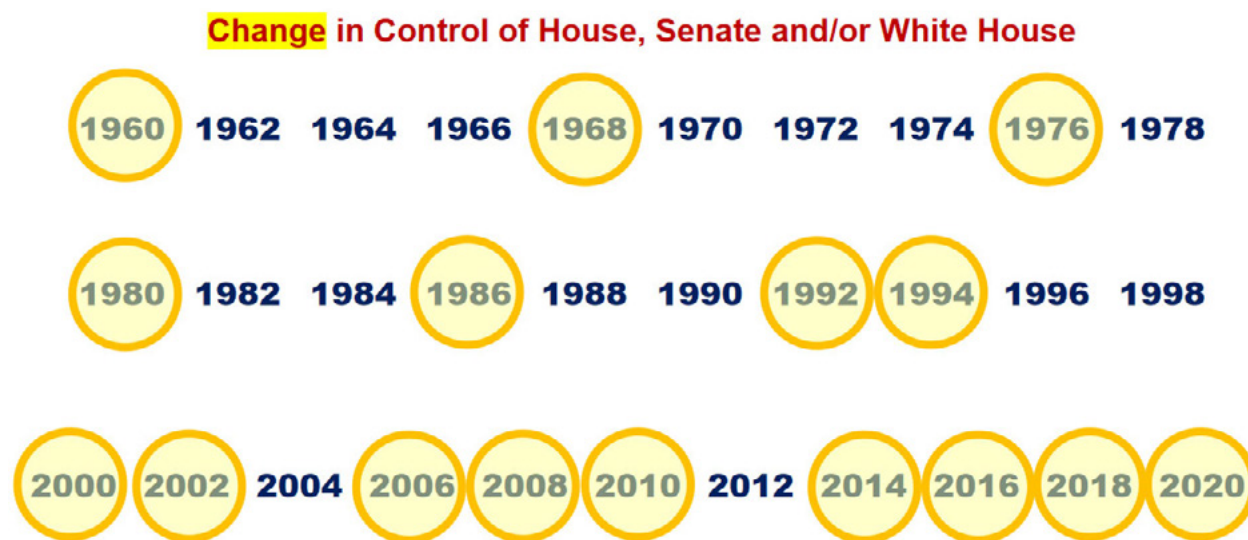 Change in Control of House, Senate and/or White House
1960 1962 1964 1966 1968 1970 1972 1974 1976 1978
1980 1982 1984 1986 1988 1990 1992 1994 1996 1998
2000 2002 2004 2006 2008 2010 2012 2014 2016 2018 2020